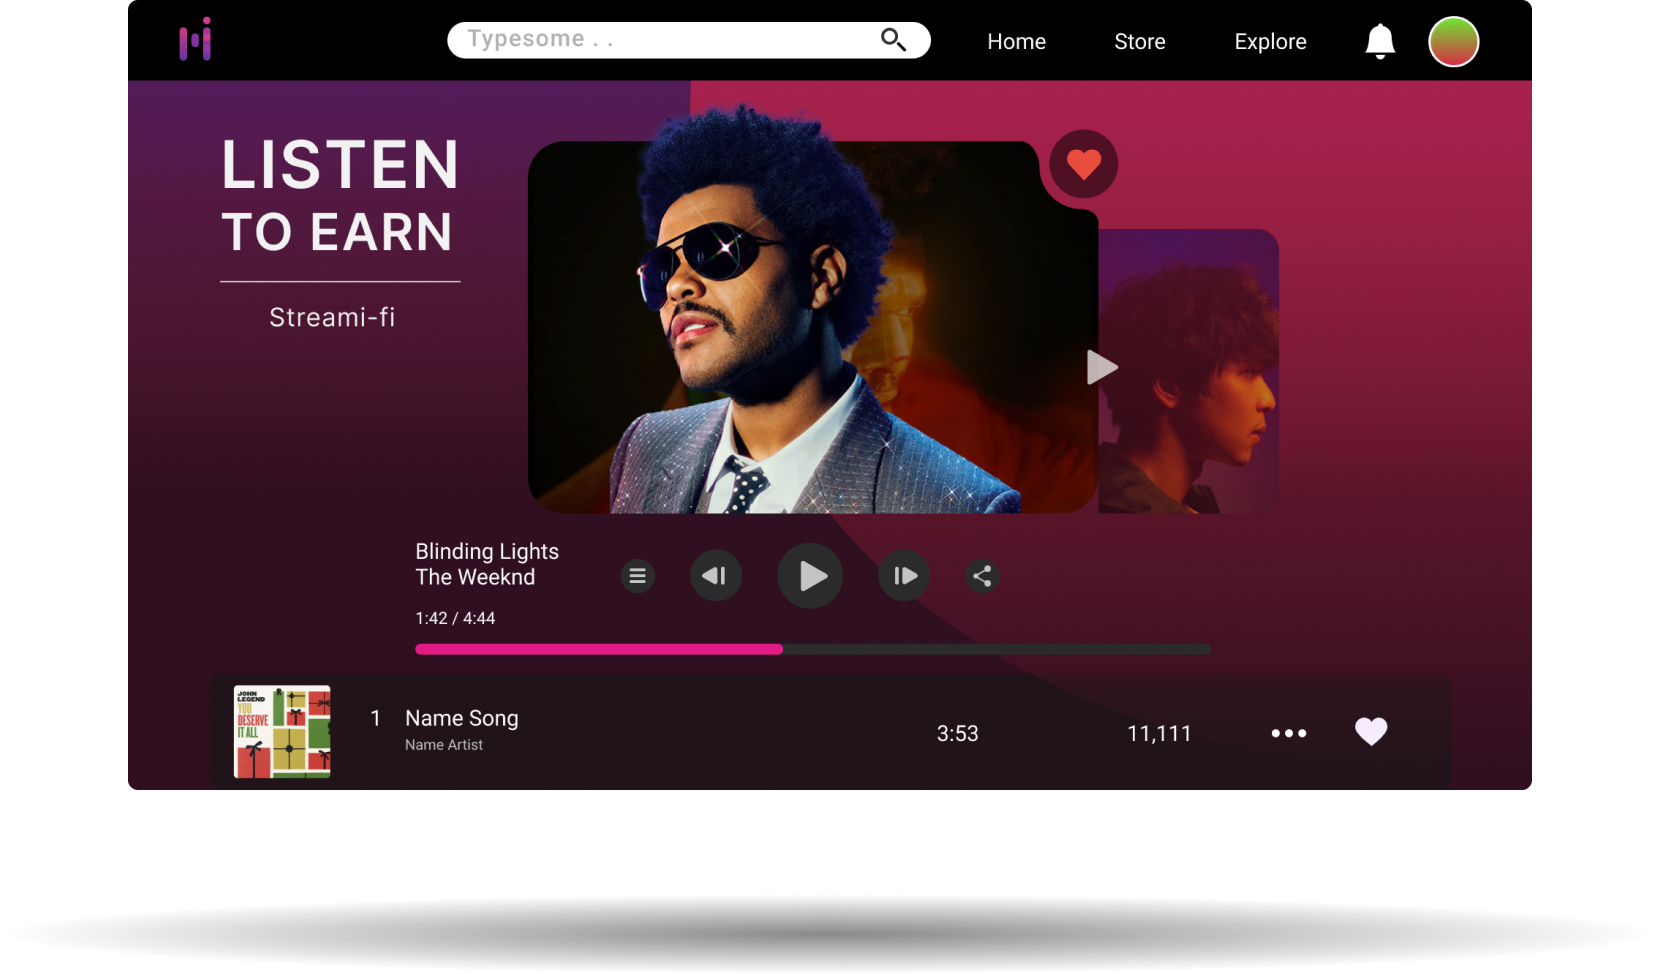 Typesome . .
Home
Store
Explore
LISTEN
TO EARN
Streami-fi
Blinding Lights
The Weeknd
1:42 / 4:44
JOHN
LEGEND
YOU
DESERVE
IT ALL
1
Name Song
Name Artist
3:53
11,111